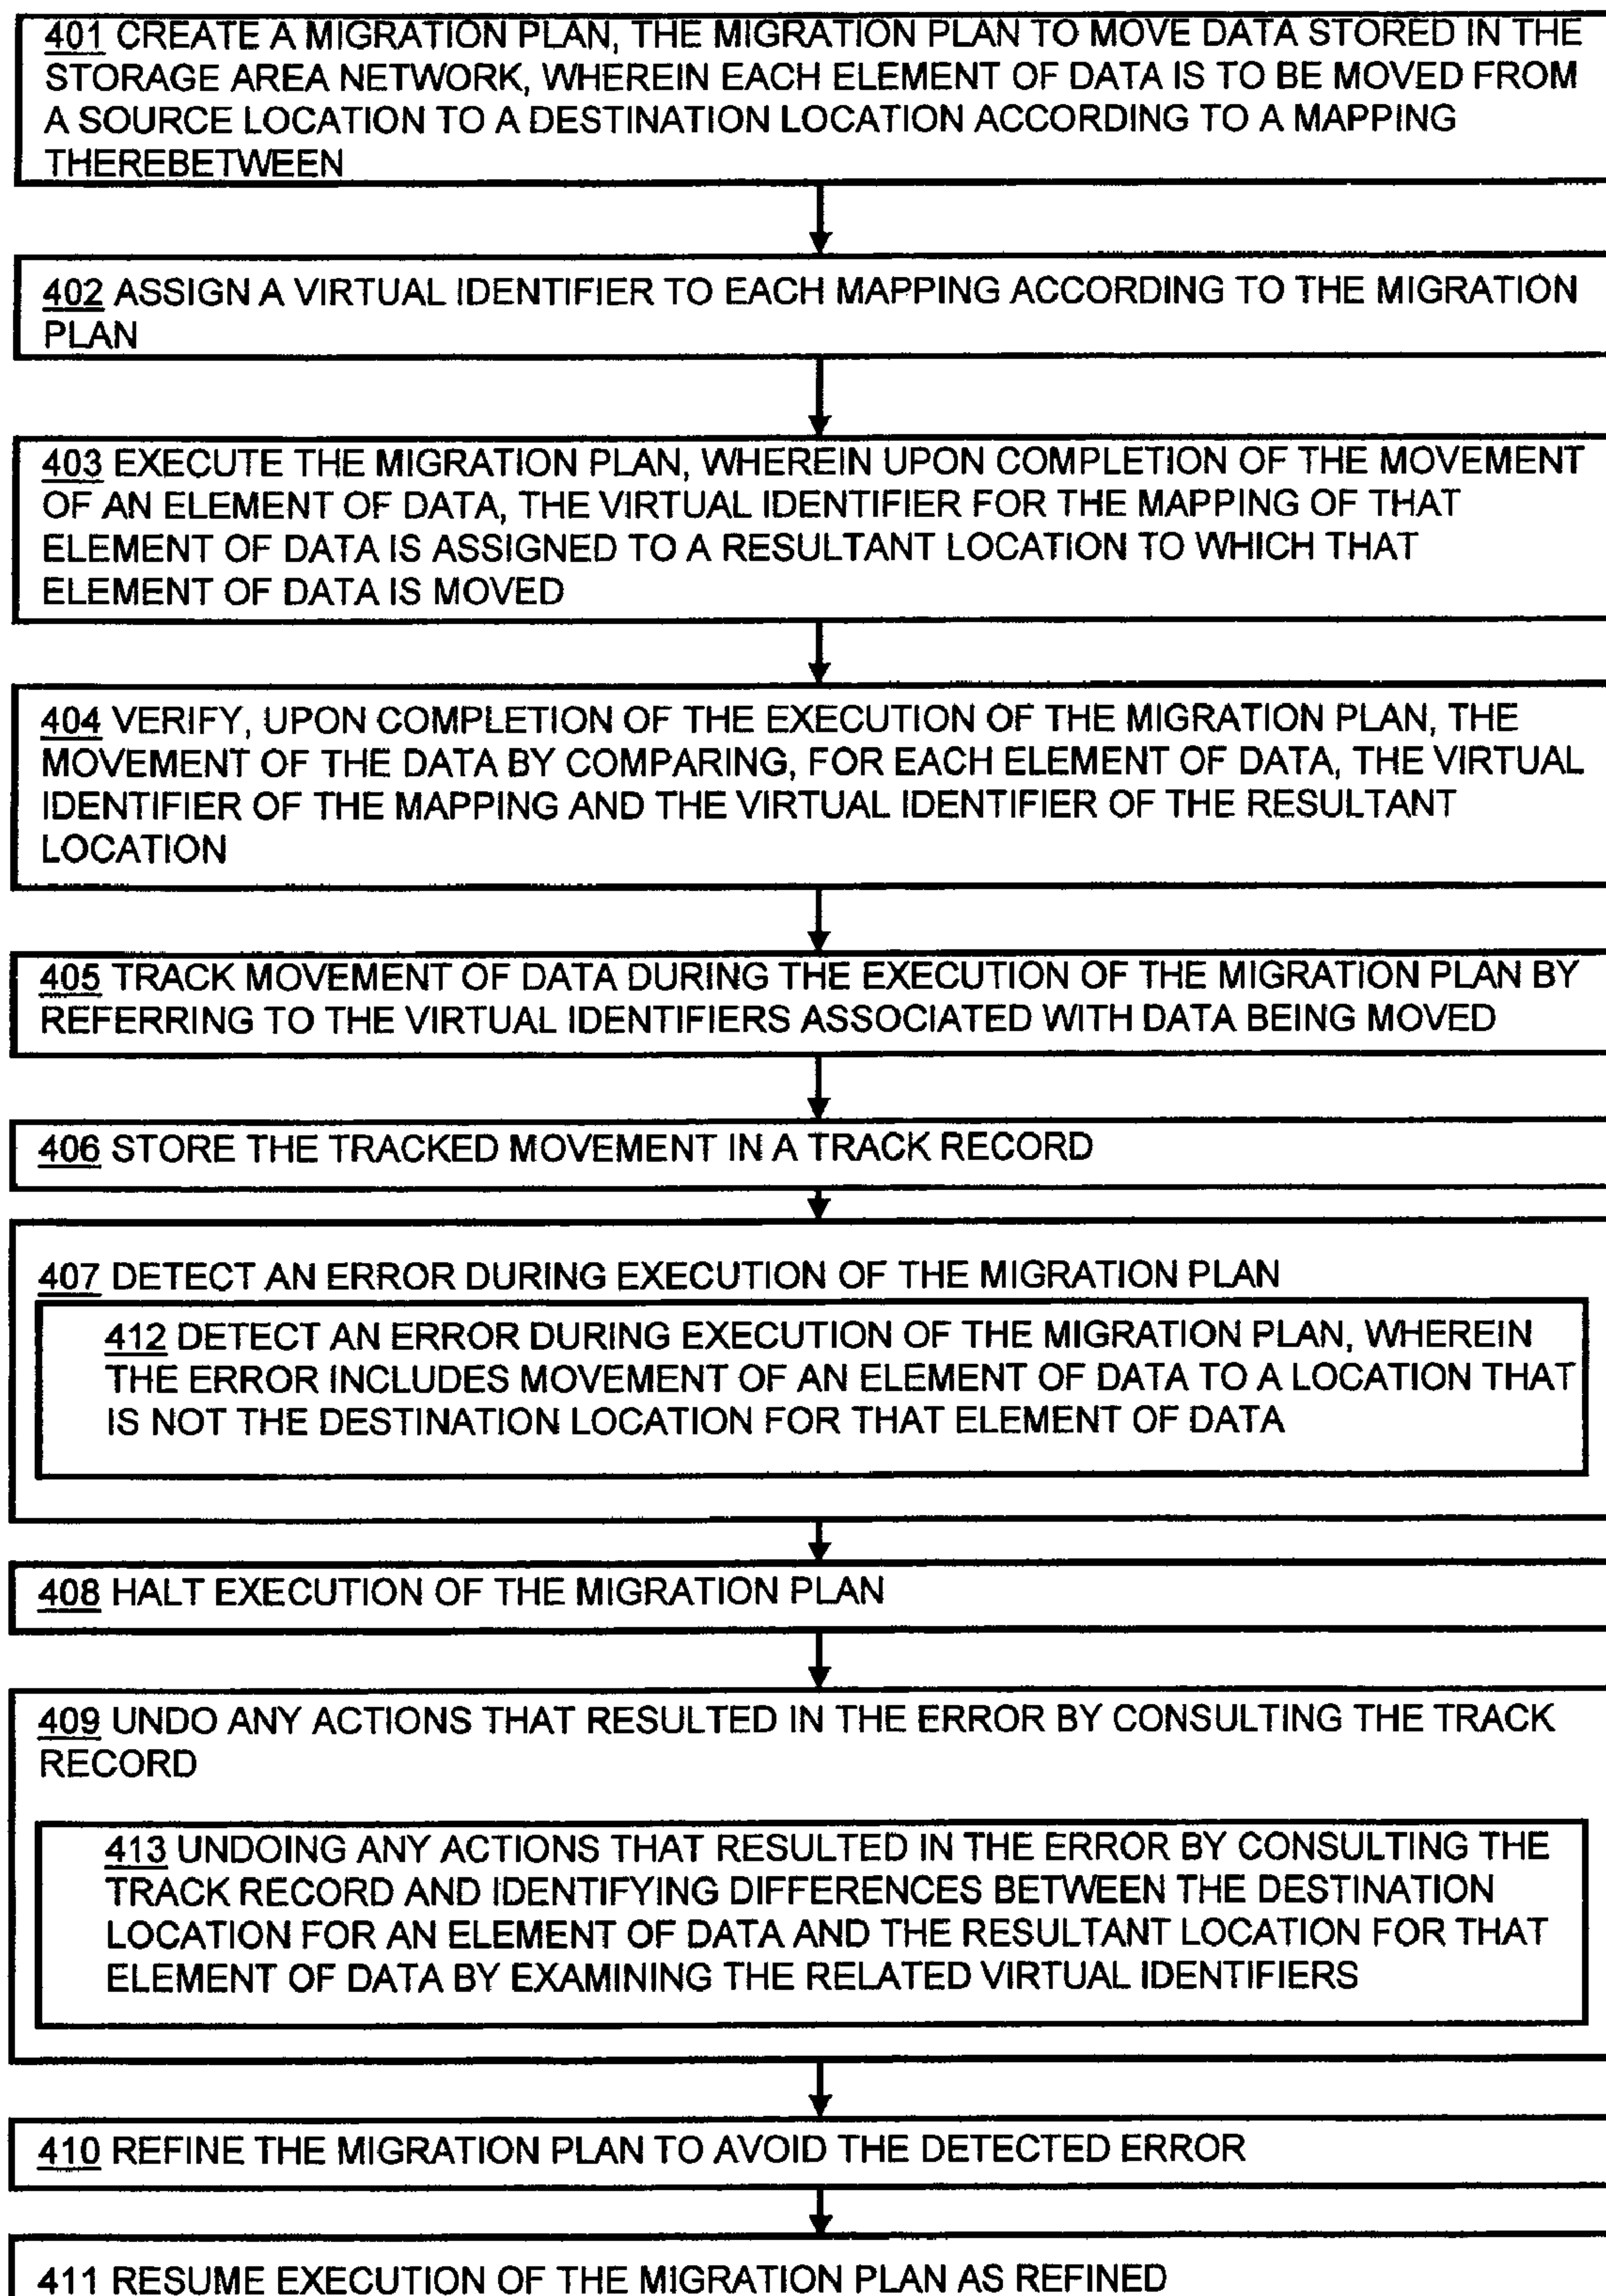 401 CREATE A MIGRATION PLAN, THE MIGRATION PLAN TO MOVE DATA STORED IN THE
STORAGE AREA NETWORK, WHEREIN EACH ELEMENT OF DATA IS TO BE MOVED FROM
A SOURCE LOCATION TO A DESTINATION LOCATION ACCORDING TO A MAPPING
THEREBETWEEN
402 ASSIGN A VIRTUAL IDENTIFIER TO EACH MAPPING ACCORDING TO THE MIGRATION
PLAN
403 EXECUTE THE MIGRATION PLAN, WHEREIN UPON COMPLETION OF THE MOVEMENT
OF AN ELEMENT OF DATA, THE VIRTUAL IDENTIFIER FOR THE MAPPING OF THAT
ELEMENT OF DATA IS ASSIGNED TO A RESULTANT LOCATION TO WHICH THAT
ELEMENT OF DATA IS MOVED
404 VERIFY, UPON COMPLETION OF THE EXECUTION OF THE MIGRATION PLAN, THE
MOVEMENT OF THE DATA BY COMPARING, FOR EACH ELEMENT OF DATA, THE VIRTUAL
IDENTIFIER OF THE MAPPING AND THE VIRTUAL IDENTIFIER OF THE RESULTANT
LOCATION
405 TRACK MOVEMENT OF DATA DURING THE EXECUTION OF THE MIGRATION PLAN BY
REFERRING TO THE VIRTUAL IDENTIFIERS ASSOCIATED WITH DATA BEING MOVED
406 STORE THE TRACKED MOVEMENT IN A TRACK RECORD
407 DETECT AN ERROR DURING EXECUTION OF THE MIGRATION PLAN
412 DETECT AN ERROR DURING EXECUTION OF THE MIGRATION PLAN, WHEREIN
THE ERROR INCLUDES MOVEMENT OF AN ELEMENT OF DATA TO A LOCATION THAT
IS NOT THE DESTINATION LOCATION FOR THAT ELEMENT OF DATA
408 HALT EXECUTION OF THE MIGRATION PLAN
409 UNDO ANY ACTIONS THAT RESULTED IN THE ERROR BY CONSULTING THE TRACK
RECORD
413 UNDOING ANY ACTIONS THAT RESULTED IN THE ERROR BY CONSULTING THE
TRACK RECORD AND IDENTIFYING DIFFERENCES BETWEEN THE DESTINATION
LOCATION FOR AN ELEMENT OF DATA AND THE RESULTANT LOCATION FOR THAT
ELEMENT OF DATA BY EXAMINING THE RELATED VIRTUAL IDENTIFIERS
410 REFINE THE MIGRATION PLAN TO AVOID THE DETECTED ERROR
411 RESUME EXECUTION OF THE MIGRATION PLAN AS REFINED